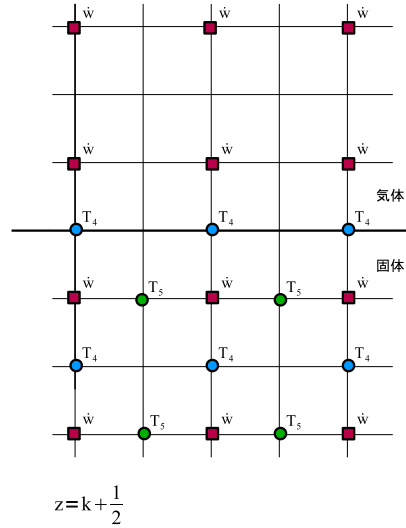 ẇ ẇ ẇ
ẇ ẇ ẇ
気体
T4 T4 T4
固体
ẇ T5 ẇ T5 ẇ
T4 T4 T4
ẇ T5 ẇ T5 ẇ
z=k+1/2